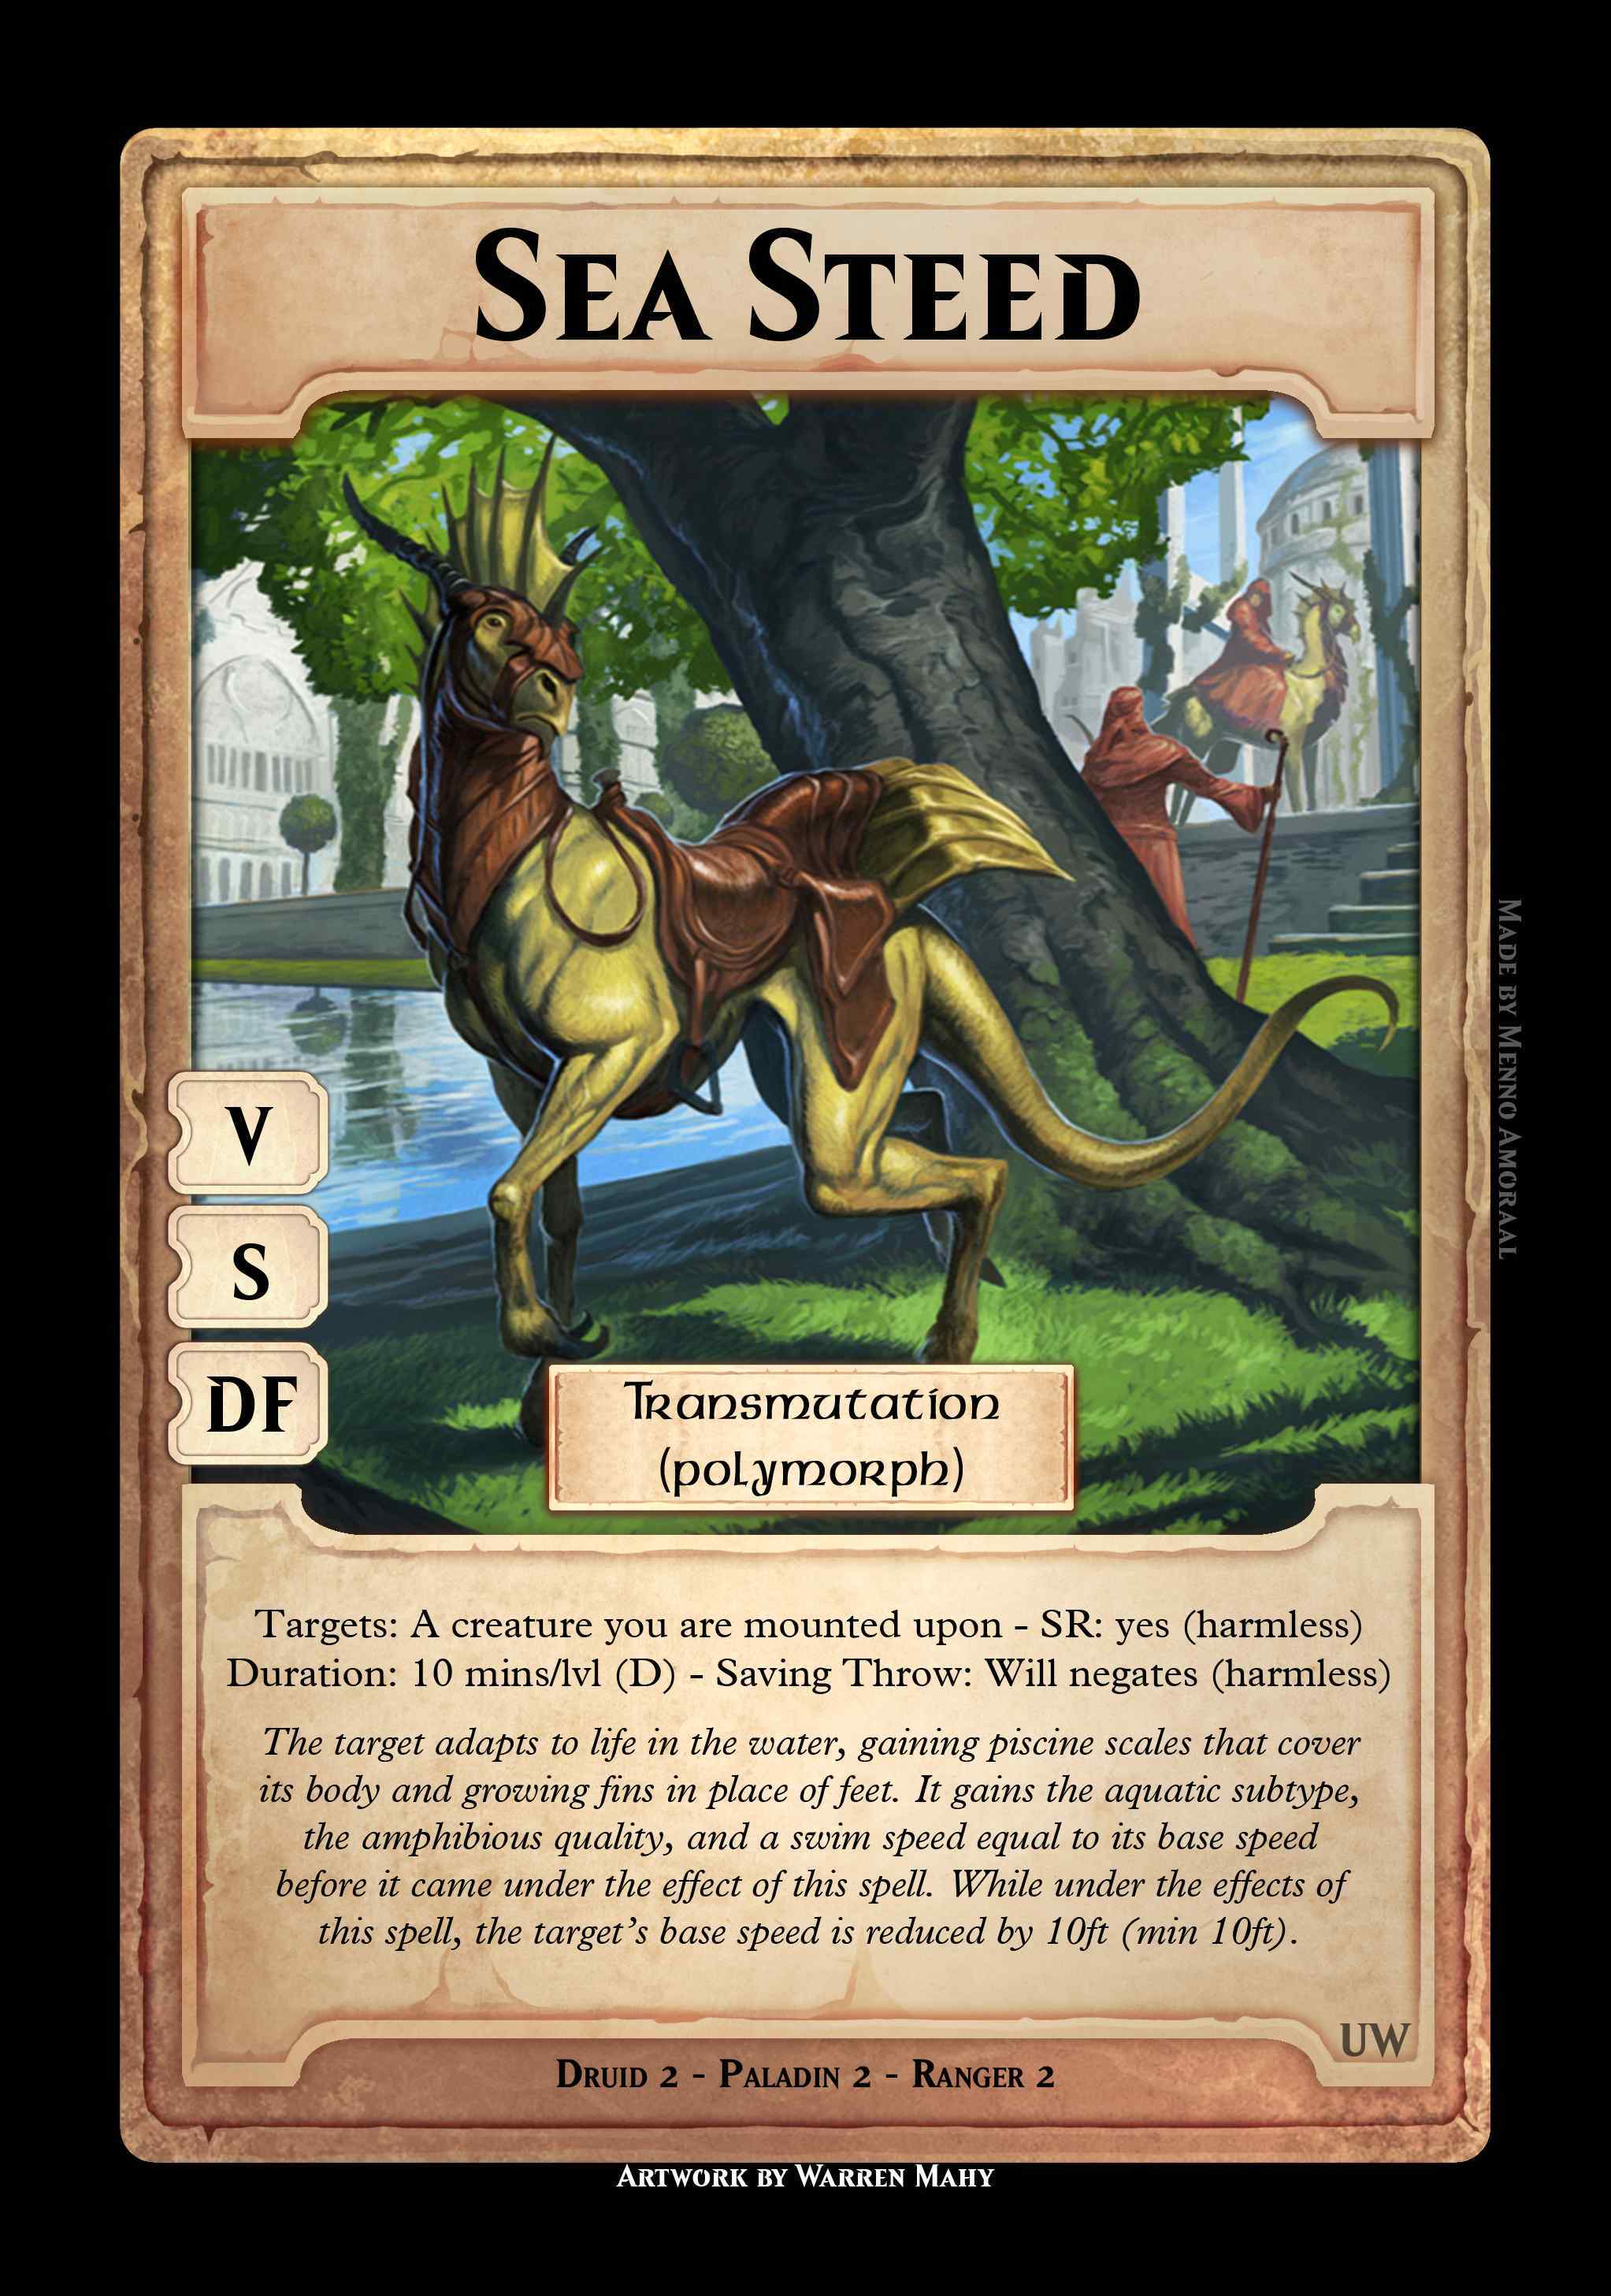 Sea Steed
V
S
DF
Transmutation
(polymorph)
Targets: A creature you are mounted upon - SR: yes (harmless)
Duration: 10 mins/lvl (D) - Saving Throw: Will negates (harmless)
The target adapts to life in the water, gaining piscine scales that cover
its body and growing fins in place of feet. It gains the aquatic subtype,
the amphibious quality, and a swim speed equal to its base speed
before it came under the effect of this spell. While under the effects of
this spell, the target's base speed is reduced by 10ft (min 10ft).
UW
Druid 2 - Paladin 2 - Ranger 2
Artwork by Warren Mahy
Made by Menno Amoraal